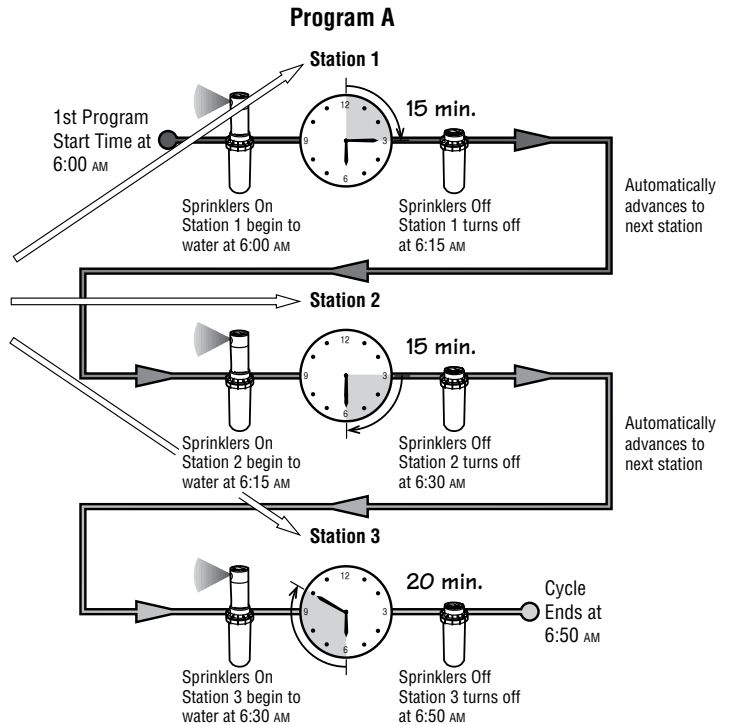 Program A
Station 1
1st Program
Start Time at
6:00 AM
12
3
6
9
15 min.
Sprinklers On
Station 1 begin to
water at 6:00 AM
Sprinklers Off
Station 1 turns off
at 6:15 AM
Automatically
advances to
next station
Station 2
12
3
6
9
15 min.
Sprinklers On
Station 2 begin to
water at 6:15 AM
Sprinklers Off
Station 2 turns off
at 6:30 AM
Automatically
advances to
next station
Station 3
12
3
6
9
20 min.
Cycle
Ends at
6:50 AM
Sprinklers On
Station 3 begin to
water at 6:30 AM
Sprinklers Off
Station 3 turns off
at 6:50 AM